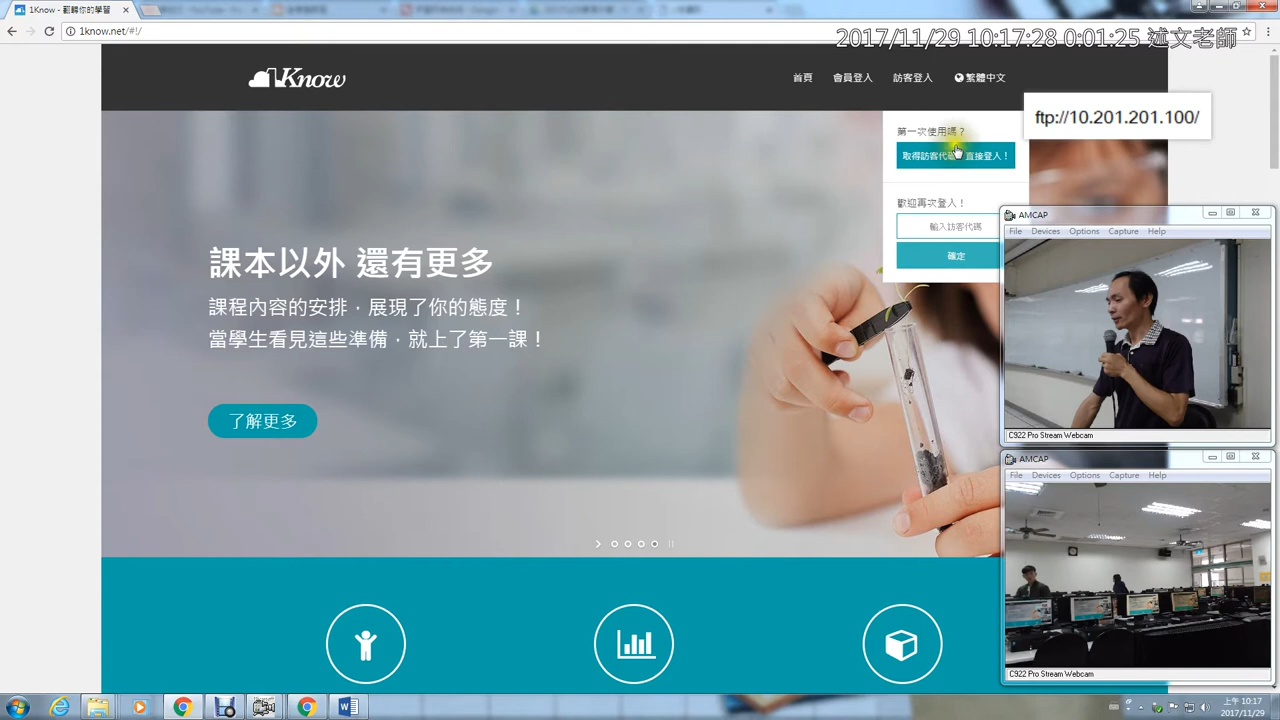 1Know - 翻轉你的學習
1know.net/#!/
2017/11/29 10:17:28 0:01:25 述文老師
1Know
首頁
會員登入
訪客登入
繁體中文
ftp://10.201.201.100/
第一次使用嗎？
取得訪客代碼 直接登入！
歡迎再次登入！
輸入訪客代碼
確定
課本以外 還有更多
課程內容的安排，展現了你的態度！
當學生看見這些準備，就上了第一課！
了解更多
AMCAP
File Devices Options Capture Help
C922 Pro Stream Webcam
AMCAP
File Devices Options Capture Help
C922 Pro Stream Webcam
上午 10:17
2017/11/29